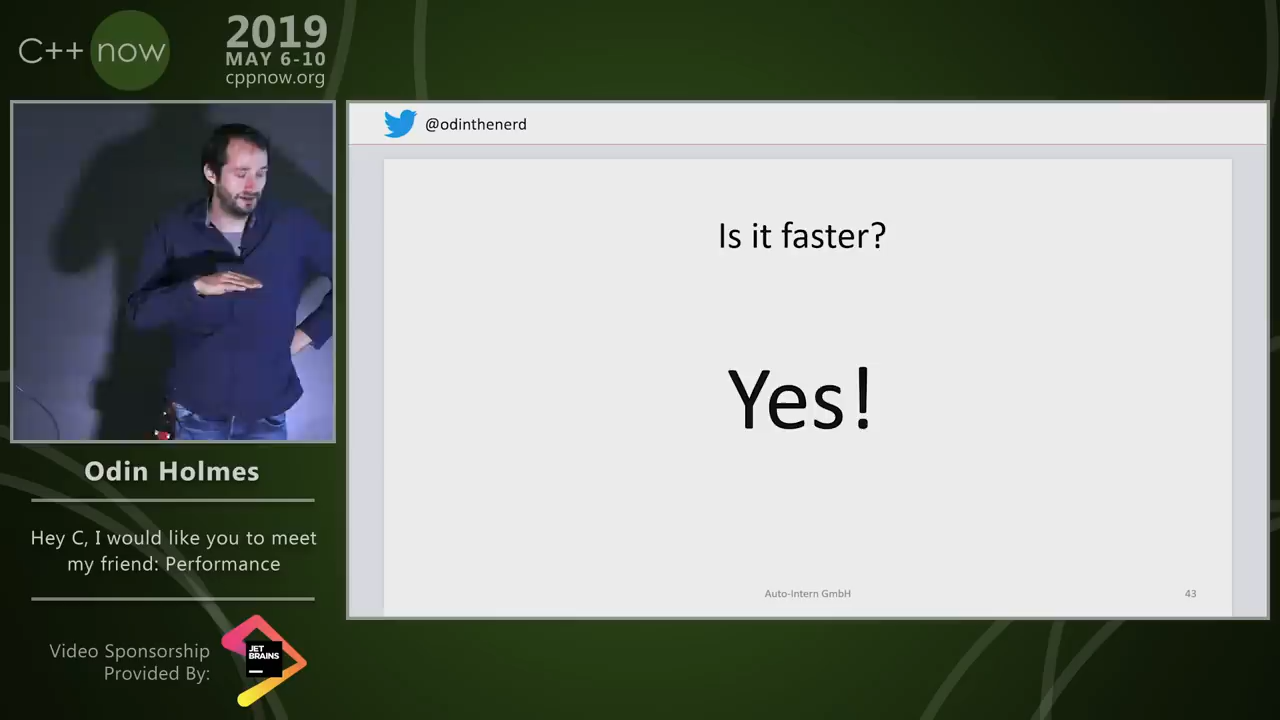 C++ now
2019
MAY 6-10
cppnow.org
@odinthenerd
Is it faster?
Yes!
Auto-Intern GmbH
43
Odin Holmes
Hey C, I would like you to meet
my friend: Performance
Video Sponsorship
Provided By:
JET
BRAINS